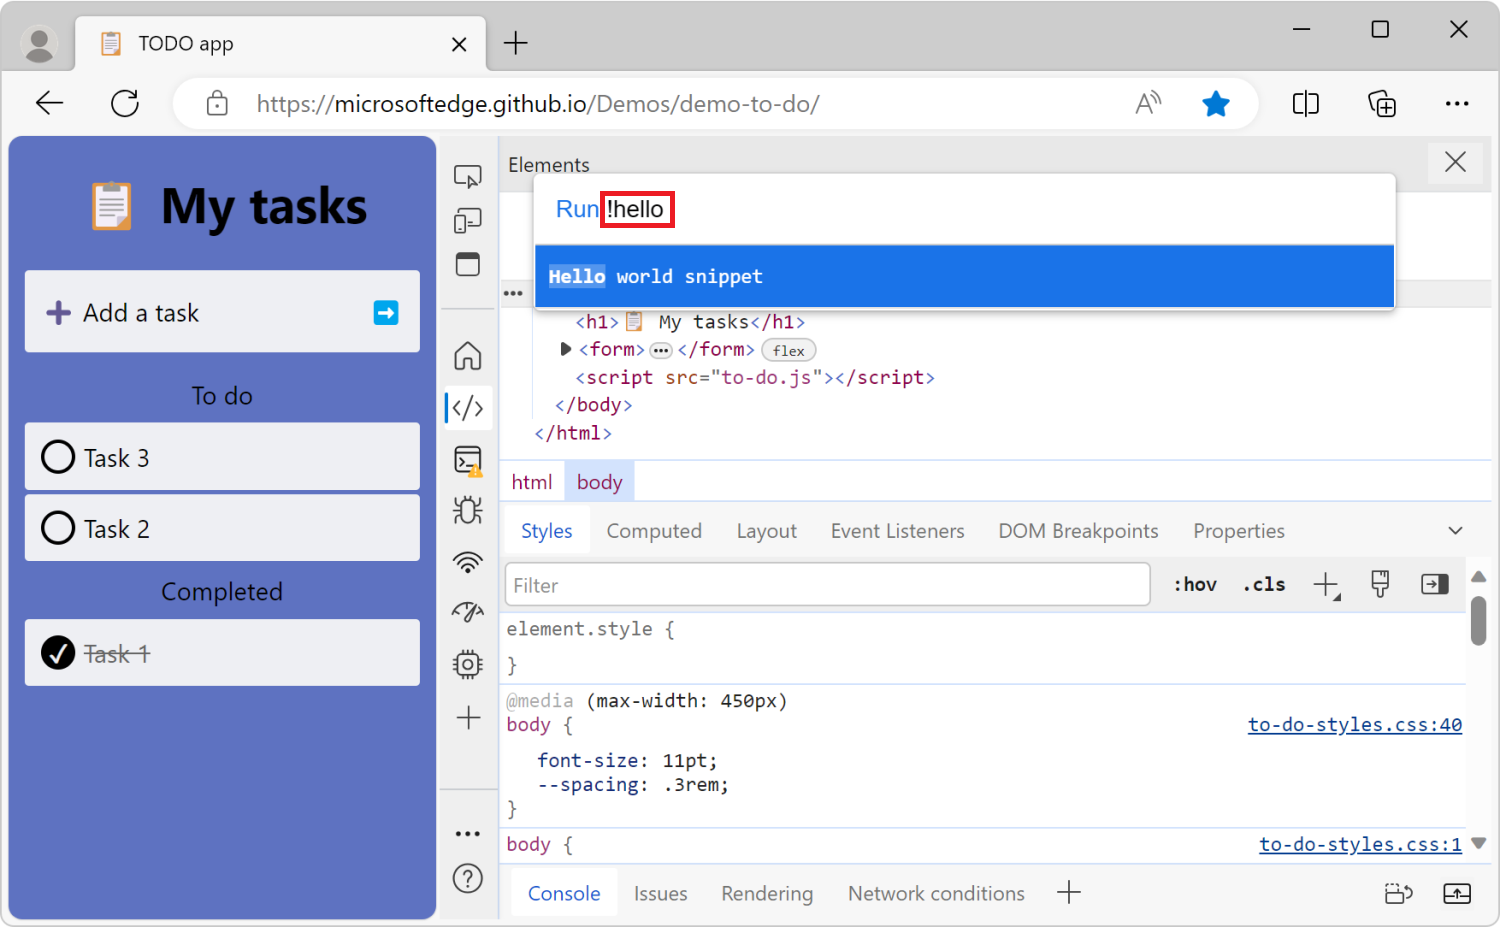 TODO app
https://microsoftedge.github.io/Demos/demo-to-do/
My tasks
Add a task
To do
Task 3
Task 2
Completed
Task 1
Elements
Run !hello
Hello world snippet
<h1>📋 My tasks</h1>
<form>…</form> flex
<script src="to-do.js"></script>
</body>
</html>
html body
Styles Computed Layout Event Listeners DOM Breakpoints Properties
Filter :hov .cls
element.style {
}
@media (max-width: 450px)
body { to-do-styles.css:40
font-size: 11pt;
--spacing: .3rem;
}
body { to-do-styles.css:1
Console Issues Rendering Network conditions